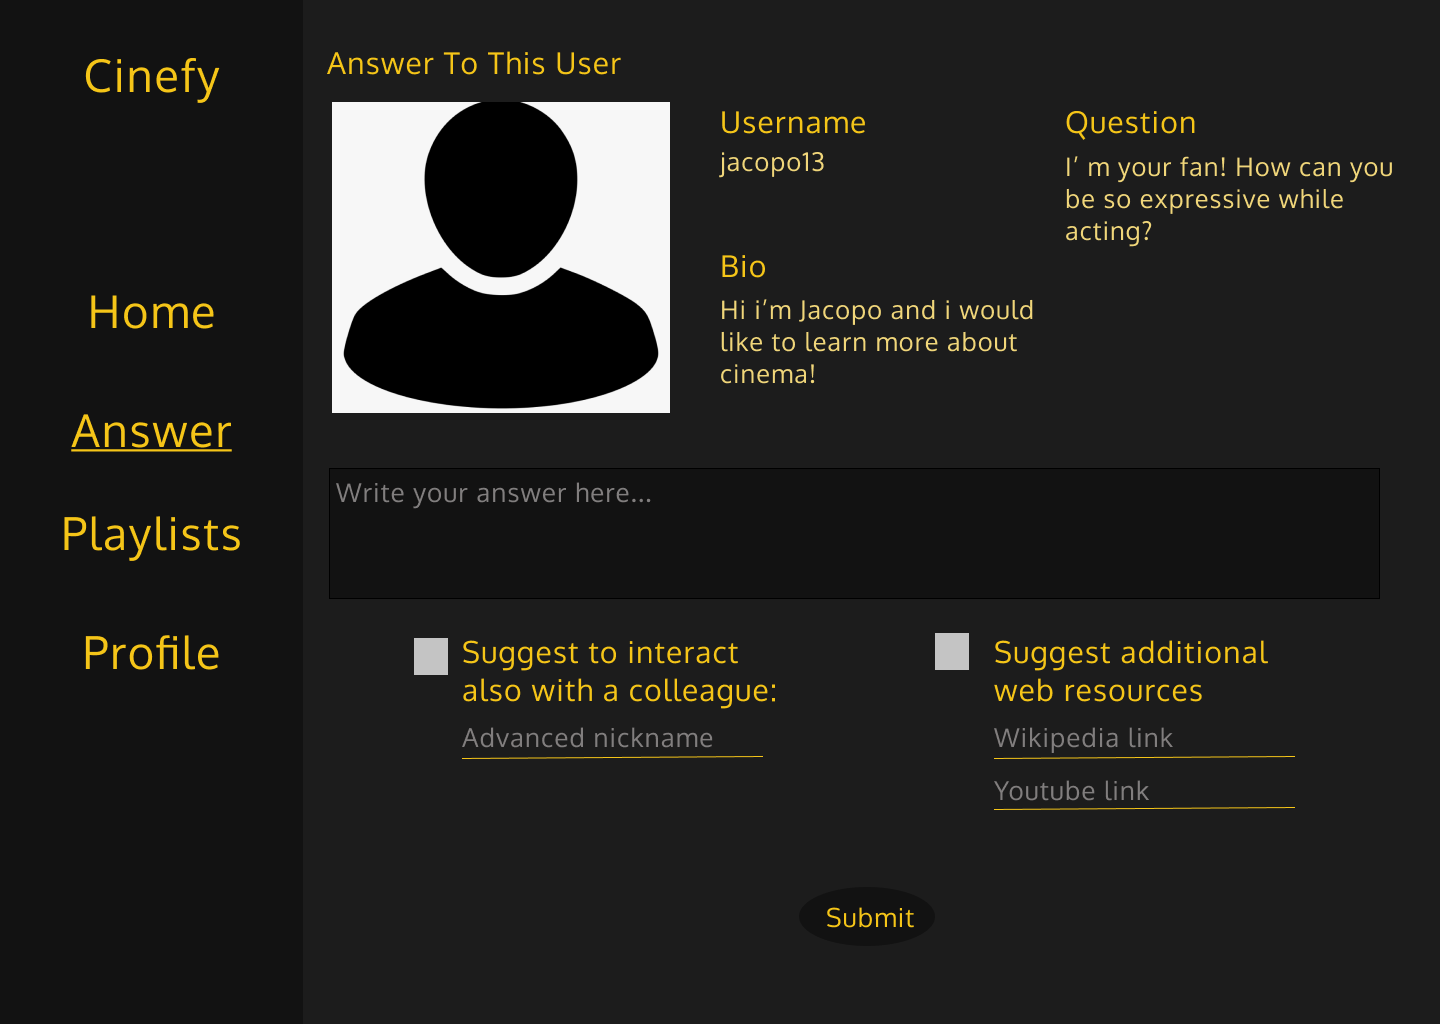 Cinefy
Home
Answer
Playlists
Profile
Answer To This User
Username
jacopo13
Bio
Hi i’m Jacopo and i would
like to learn more about
cinema!
Question
I’ m your fan! How can you
be so expressive while
acting?
Write your answer here...
Suggest to interact
also with a colleague:
Advanced nickname
Suggest additional
web resources
Wikipedia link
Youtube link
Submit